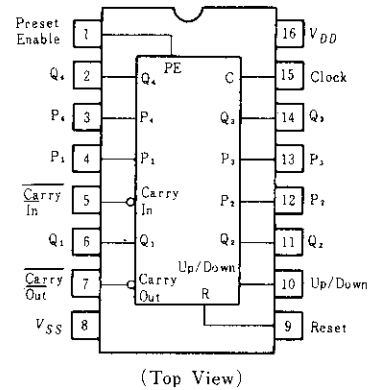 Preset
Enable 1 16 V_DD
PE
Q₄ 2 Q₄ C 15 Clock
P₄ 3 P₄ Q₃ 14 Q₃
P₁ 4 P₁ P₃ 13 P₃
Carry
In 5 Carry
In P₂ 12 P₂
Q₁ 6 Q₁ Q₂ 11 Q₂
Carry
Out 7 Carry
Out Up/Down 10 Up/Down
V_SS 8 R 9 Reset
(Top View)